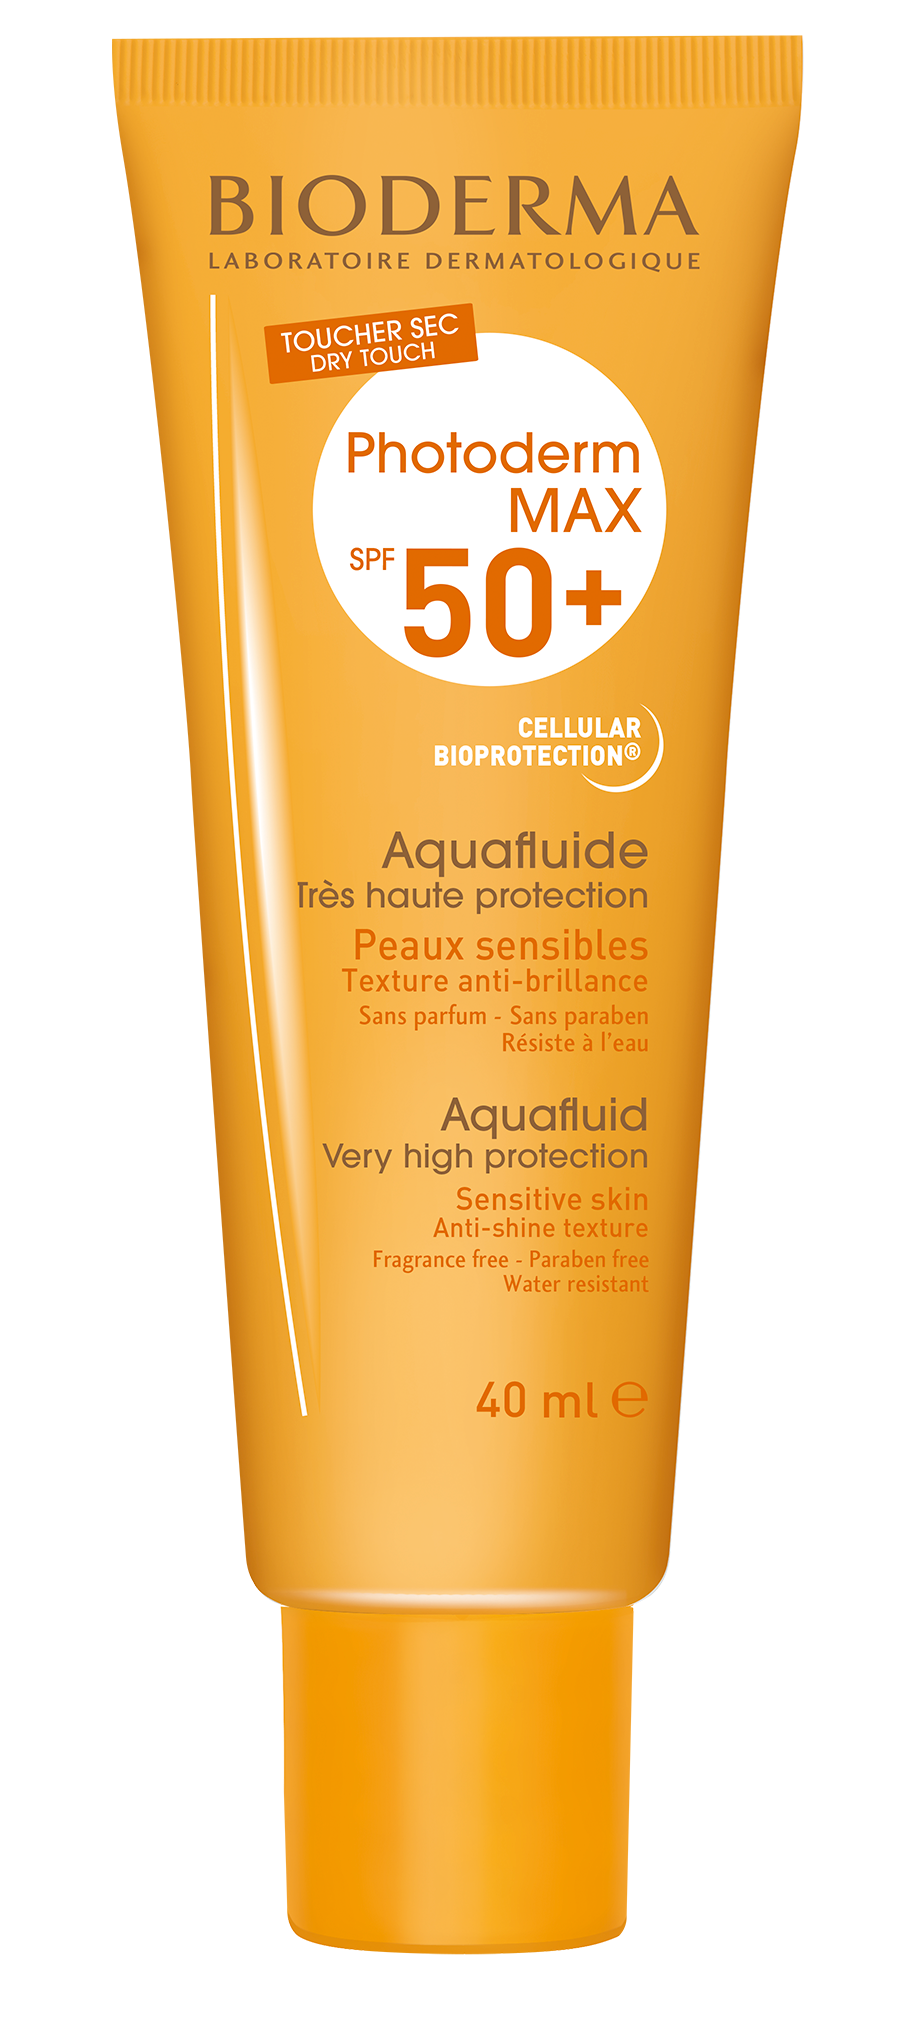 BIODERMA
LABORATOIRE DERMATOLOGIQUE
TOUCHER SEC
DRY TOUCH
Photoderm
MAX
SPF 50+
CELLULAR
BIOPROTECTION®
Aquafluide
Très haute protection
Peaux sensibles
Texture anti-brillance
Sans parfum - Sans paraben
Résiste à l'eau
Aquafluid
Very high protection
Sensitive skin
Anti-shine texture
Fragrance free - Paraben free
Water resistant
40 ml ℮